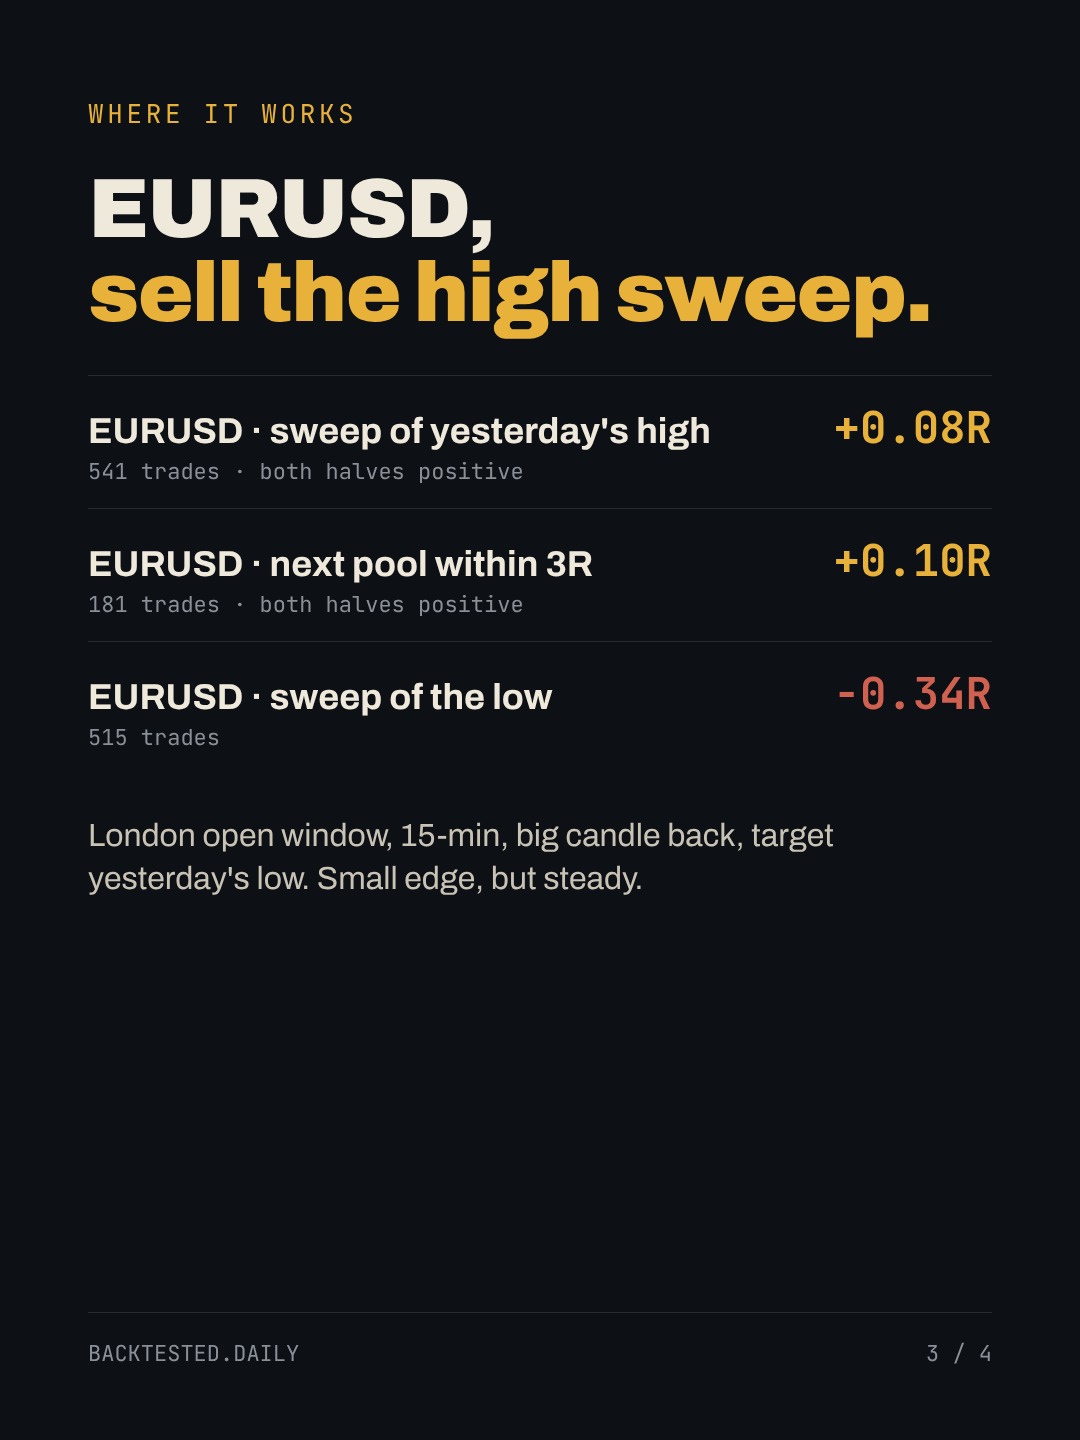 WHERE IT WORKS
EURUSD,
sell the high sweep.
EURUSD · sweep of yesterday's high +0.08R
541 trades · both halves positive
EURUSD · next pool within 3R +0.10R
181 trades · both halves positive
EURUSD · sweep of the low -0.34R
515 trades
London open window, 15-min, big candle back, target
yesterday's low. Small edge, but steady.
BACKTESTED.DAILY 3 / 4